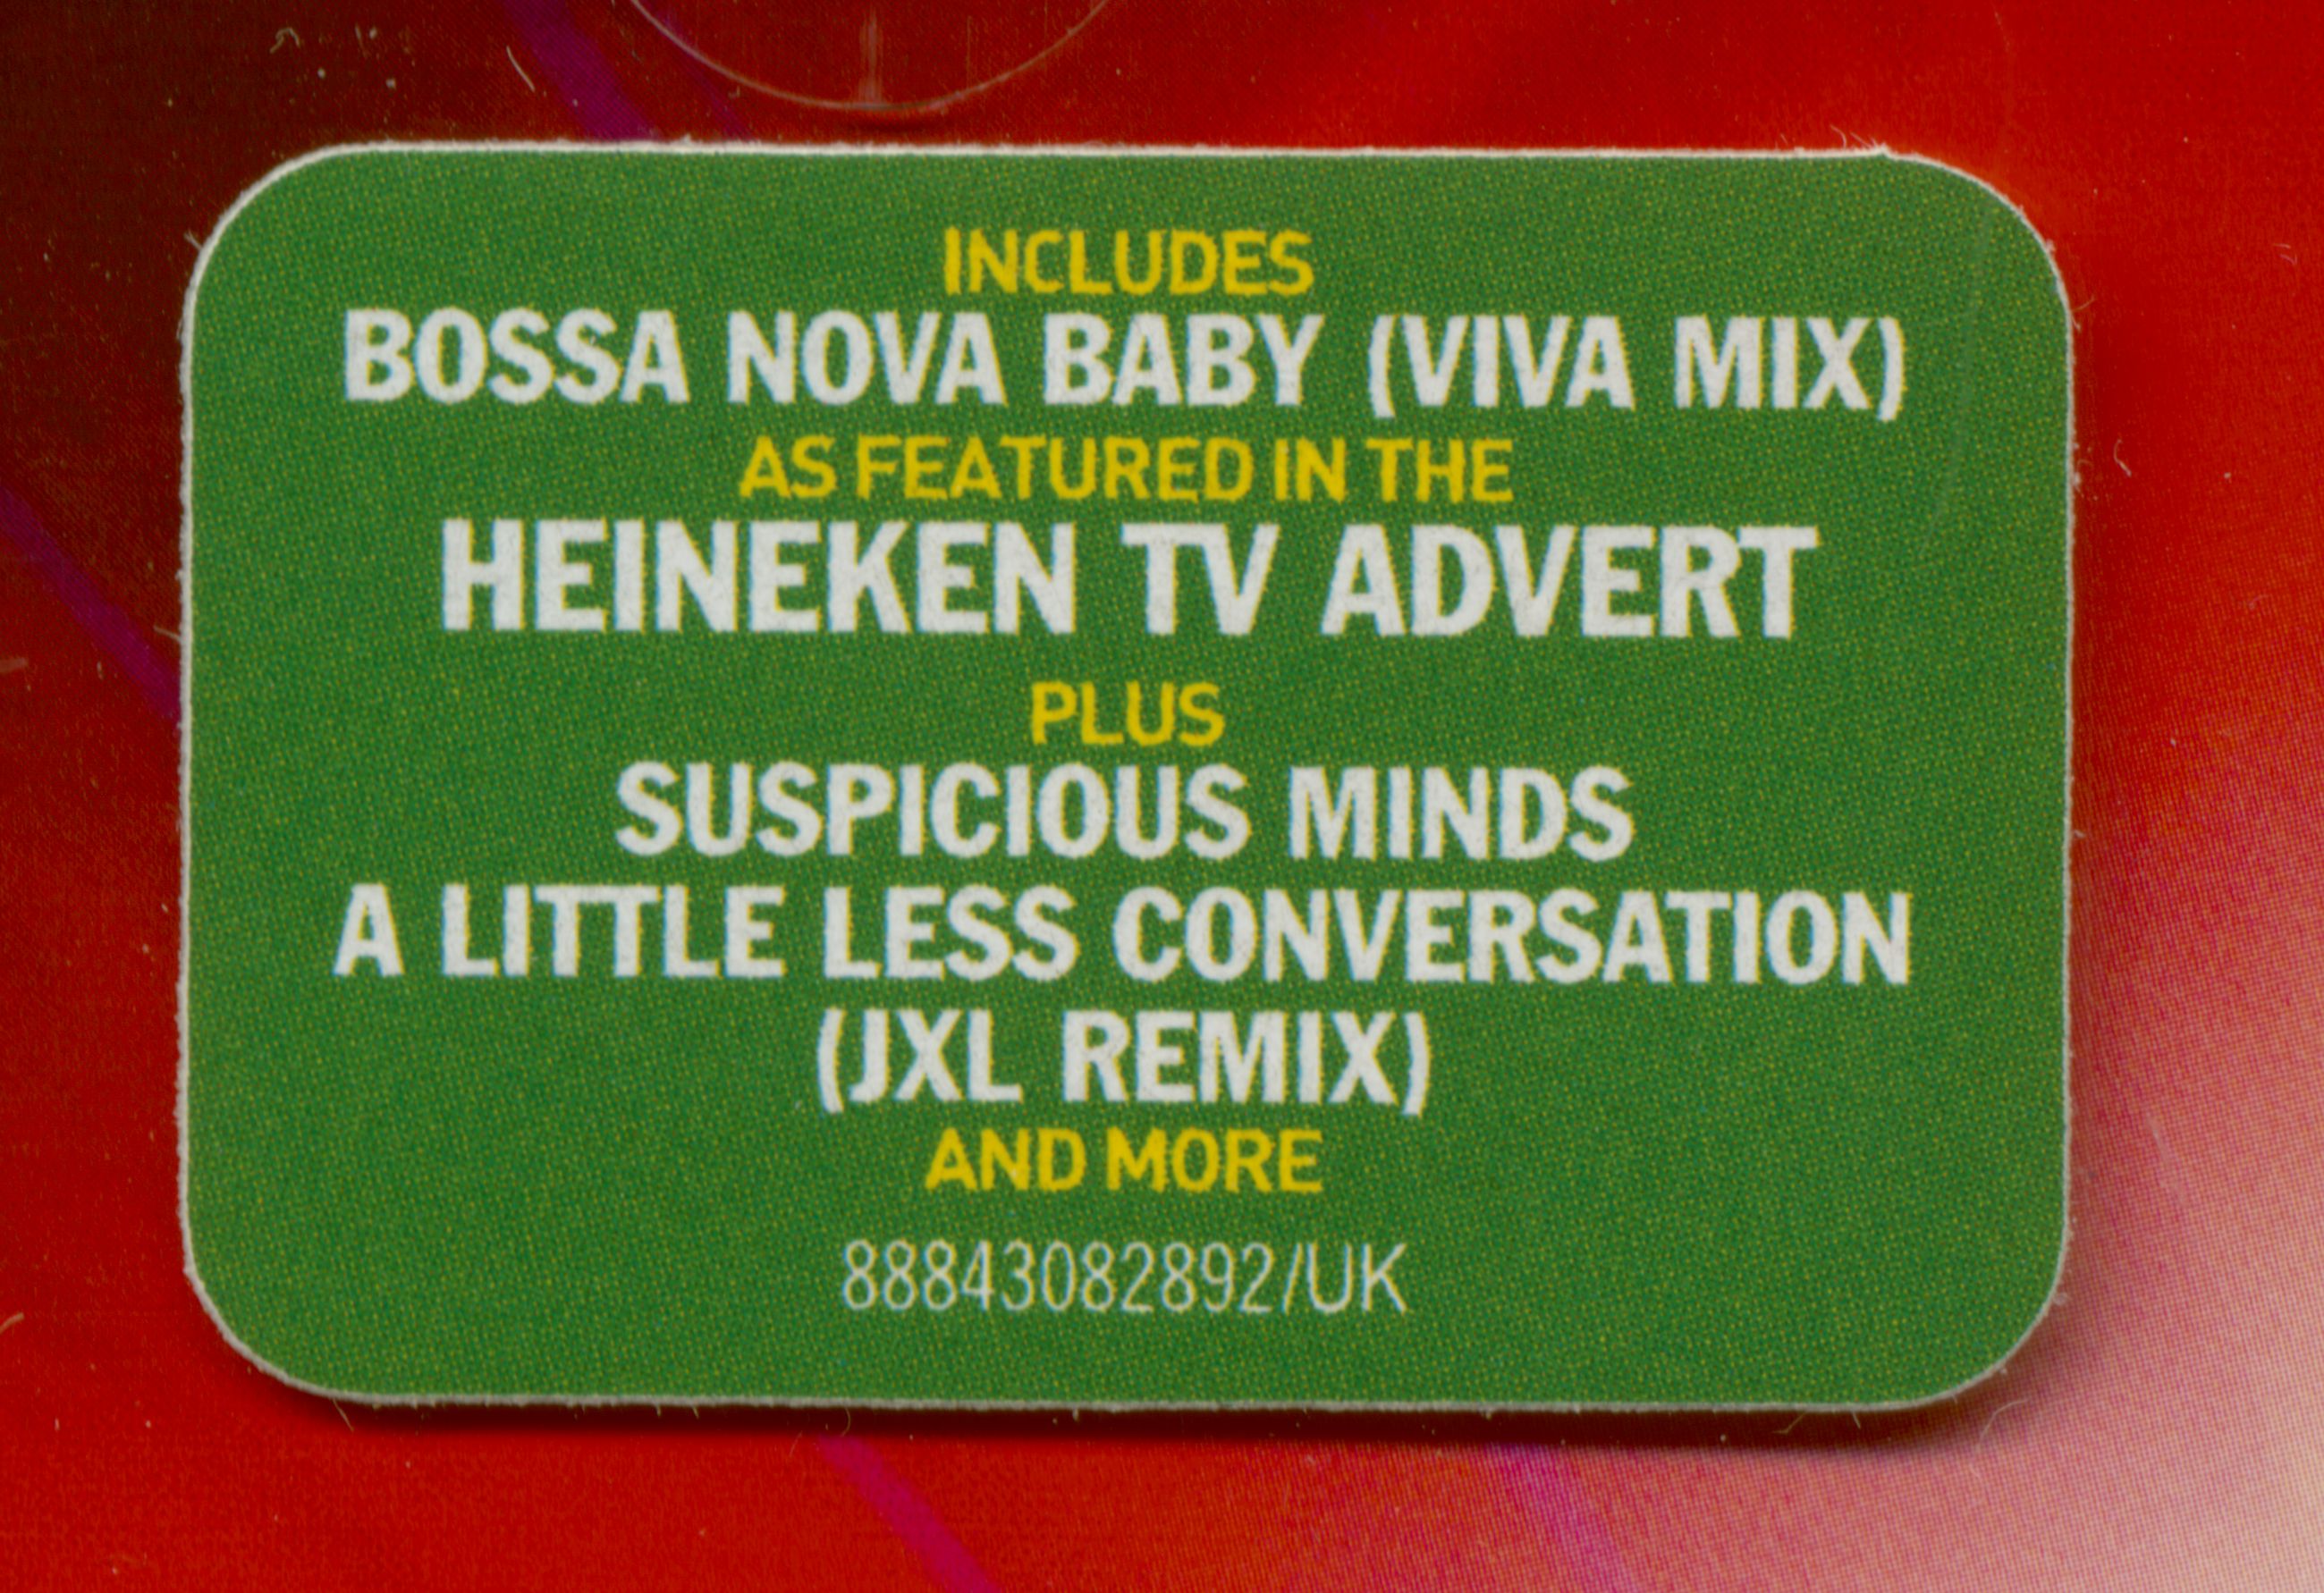 INCLUDES
BOSSA NOVA BABY (VIVA MIX)
AS FEATURED IN THE
HEINEKEN TV ADVERT
PLUS
SUSPICIOUS MINDS
A LITTLE LESS CONVERSATION
(JXL REMIX)
AND MORE
88843082892/UK